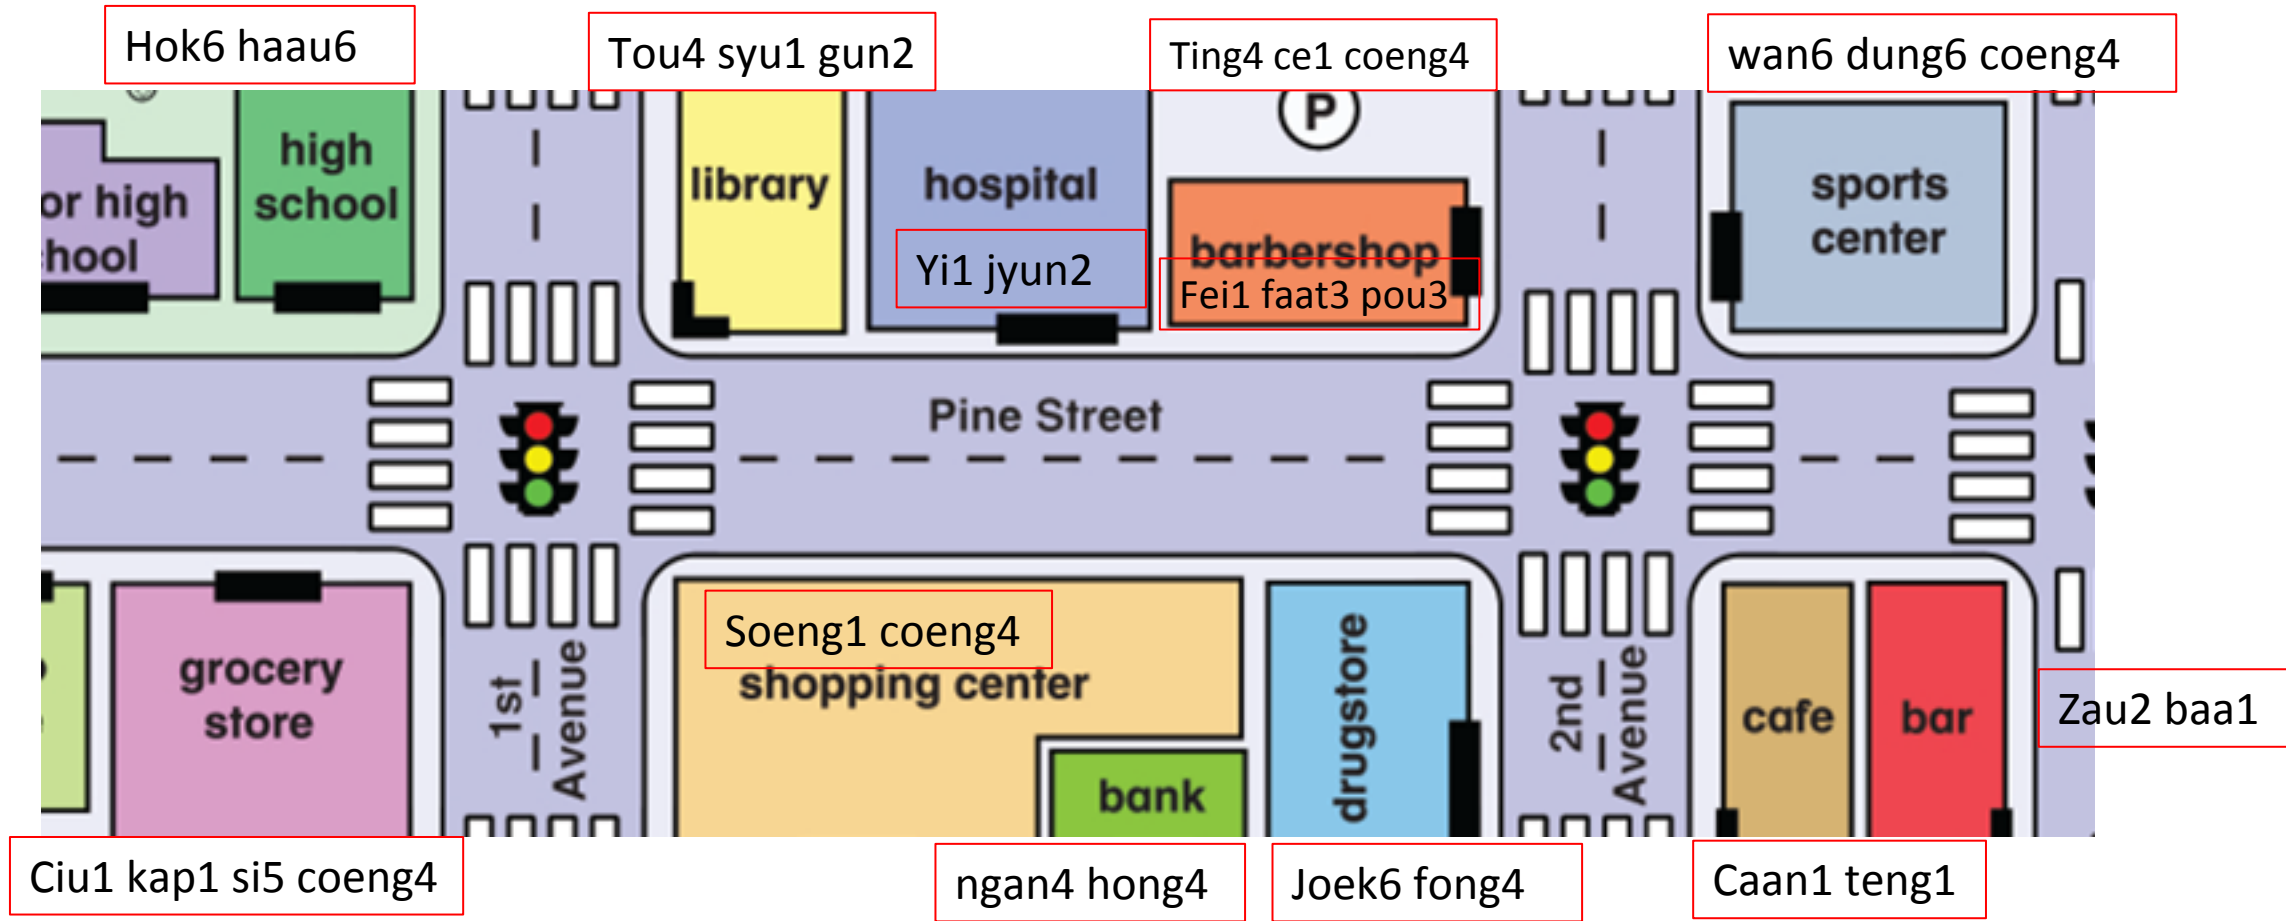 Hok6 haau6
Tou4 syu1 gun2
Ting4 ce1 coeng4
wan6 dung6 coeng4
P
high
school
or high
hool
library
hospital
Yi1 jyun2
barbershop
Fei1 faat3 pou3
sports
center
Pine Street
grocery
store
1st
Avenue
Soeng1 coeng4
shopping center
bank
drugstore
2nd
Avenue
cafe
bar
Zau2 baa1
Ciu1 kap1 si5 coeng4
ngan4 hong4
Joek6 fong4
Caan1 teng1